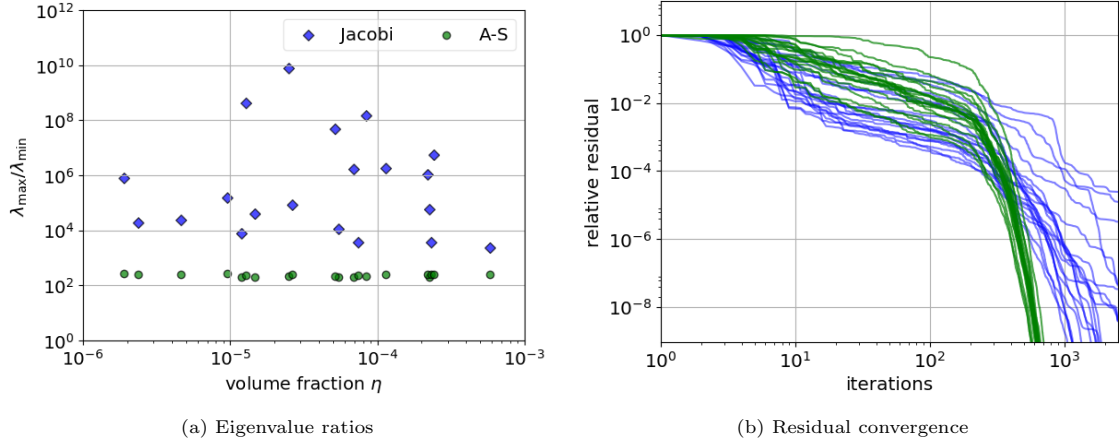 Jacobi
A-S
10^12
10^10
10^8
10^6
10^4
10^2
10^0
λmax/λmin
10^-6
10^-5
10^-4
10^-3
volume fraction η
(a) Eigenvalue ratios
10^0
10^-2
10^-4
10^-6
10^-8
relative residual
10^0
10^1
10^2
10^3
iterations
(b) Residual convergence